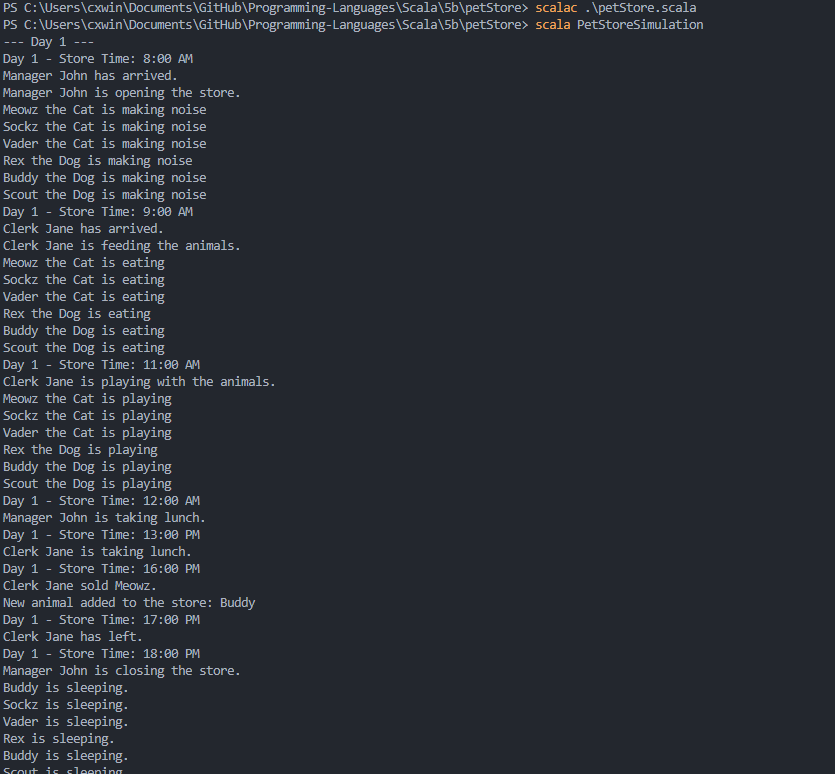 PS C:\Users\cxwin\Documents\GitHub\Programming-Languages\Scala\5b\petStore> scalac .\petStore.scala
PS C:\Users\cxwin\Documents\GitHub\Programming-Languages\Scala\5b\petStore> scala PetStoreSimulation
--- Day 1 ---
Day 1 - Store Time: 8:00 AM
Manager John has arrived.
Manager John is opening the store.
Meowz the Cat is making noise
Sockz the Cat is making noise
Vader the Cat is making noise
Rex the Dog is making noise
Buddy the Dog is making noise
Scout the Dog is making noise
Day 1 - Store Time: 9:00 AM
Clerk Jane has arrived.
Clerk Jane is feeding the animals.
Meowz the Cat is eating
Sockz the Cat is eating
Vader the Cat is eating
Rex the Dog is eating
Buddy the Dog is eating
Scout the Dog is eating
Day 1 - Store Time: 11:00 AM
Clerk Jane is playing with the animals.
Meowz the Cat is playing
Sockz the Cat is playing
Vader the Cat is playing
Rex the Dog is playing
Buddy the Dog is playing
Scout the Dog is playing
Day 1 - Store Time: 12:00 AM
Manager John is taking lunch.
Day 1 - Store Time: 13:00 PM
Clerk Jane is taking lunch.
Day 1 - Store Time: 16:00 PM
Clerk Jane sold Meowz.
New animal added to the store: Buddy
Day 1 - Store Time: 17:00 PM
Clerk Jane has left.
Day 1 - Store Time: 18:00 PM
Manager John is closing the store.
Buddy is sleeping.
Sockz is sleeping.
Vader is sleeping.
Rex is sleeping.
Buddy is sleeping.
Scout is sleeping